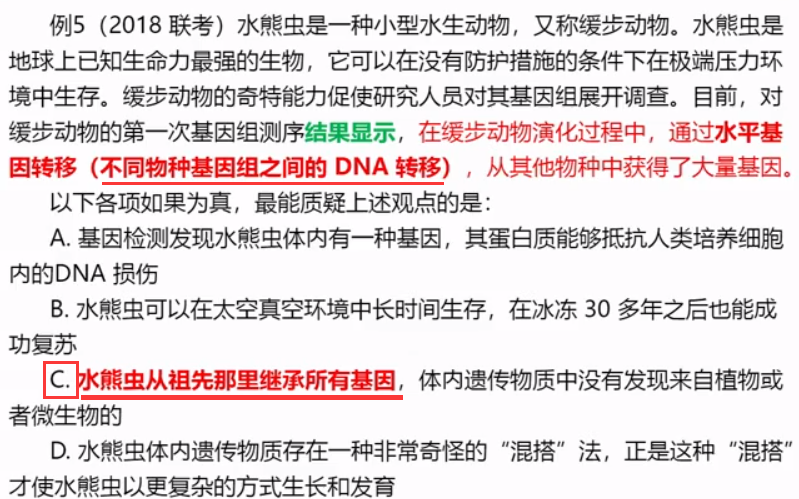 例5（2018 联考）水熊虫是一种小型水生动物，又称缓步动物。水熊虫是
地球上已知生命力最强的生物，它可以在没有防护措施的条件下在极端压力环
境中生存。缓步动物的奇特能力促使研究人员对其基因组展开调查。目前，对
缓步动物的第一次基因组测序结果显示，在缓步动物演化过程中，通过水平基
因转移（不同物种基因组之间的 DNA 转移），从其他物种中获得了大量基因。
以下各项如果为真，最能质疑上述观点的是：
A. 基因检测发现水熊虫体内有一种基因，其蛋白质能够抵抗人类培养细胞
内的DNA 损伤
B. 水熊虫可以在太空真空环境中长时间生存，在冰冻 30 多年之后也能成
功复苏
C. 水熊虫从祖先那里继承所有基因，体内遗传物质中没有发现来自植物或
者微生物的
D. 水熊虫体内遗传物质存在一种非常奇怪的“混搭”法，正是这种“混搭”
才使水熊虫以更复杂的方式生长和发育